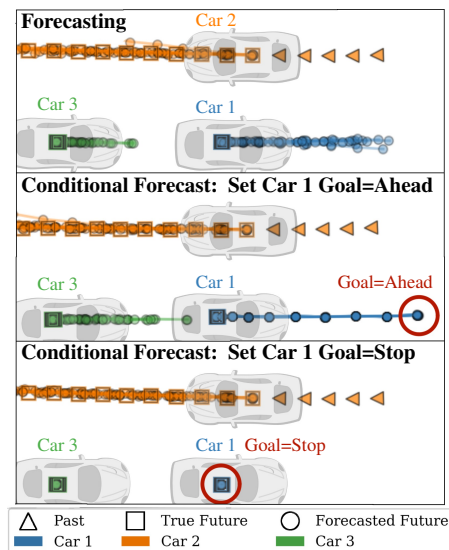 Forecasting
Car 2
Car 3
Car 1
Conditional Forecast: Set Car 1 Goal=Ahead
Car 3
Car 1
Goal=Ahead
Conditional Forecast: Set Car 1 Goal=Stop
Car 3
Car 1
Goal=Stop
Past
True Future
Forecasted Future
Car 1
Car 2
Car 3